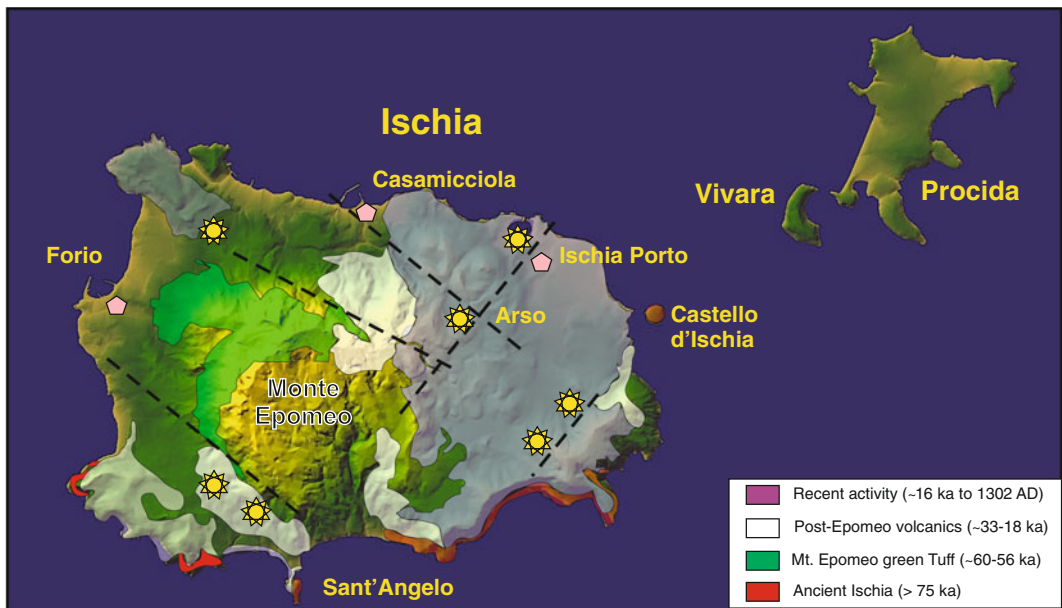 Ischia
Casamicciola
Vivara
Procida
Forio
Ischia Porto
Arso
Castello
d'Ischia
Monte
Epomeo
Sant'Angelo
Recent activity (~16 ka to 1302 AD)
Post-Epomeo volcanics (~33-18 ka)
Mt. Epomeo green Tuff (~60-56 ka)
Ancient Ischia (> 75 ka)